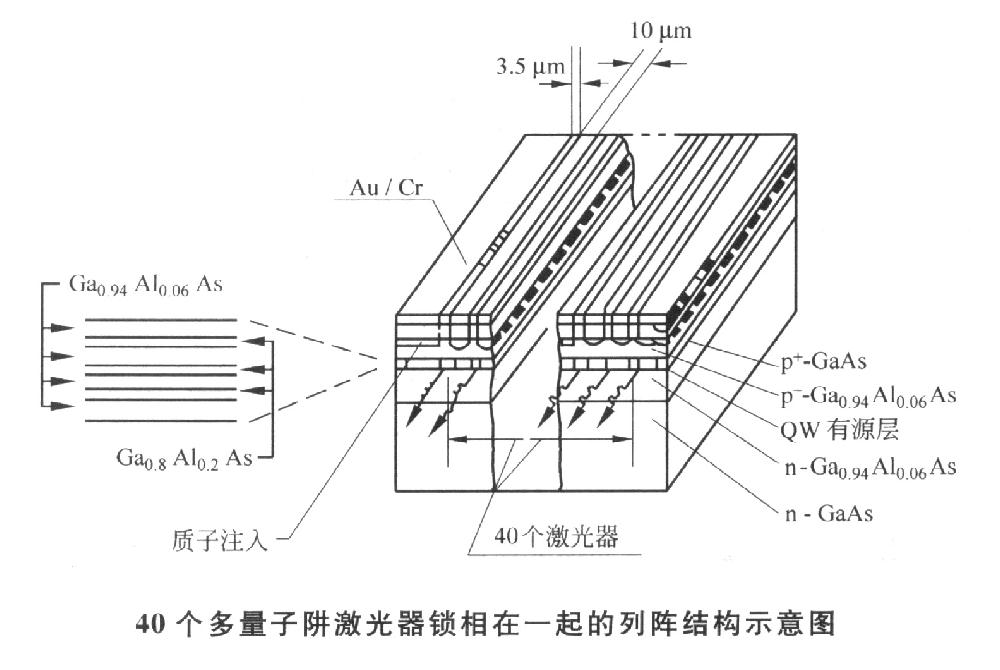 10 μm
3.5 μm
Au / Cr
Ga0.94 Al0.06 As
Ga0.8 Al0.2 As
p+-GaAs
p−-Ga0.94Al0.06As
QW 有源层
n-Ga0.94Al0.06As
n - GaAs
质子注入
40个激光器
40 个多量子阱激光器锁相在一起的列阵结构示意图